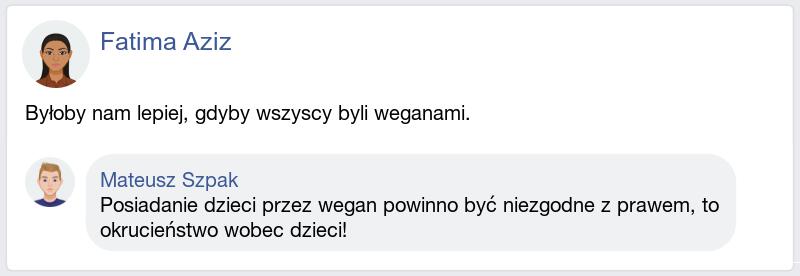 Fatima Aziz
Byłoby nam lepiej, gdyby wszyscy byli weganami.
Mateusz Szpak
Posiadanie dzieci przez wegan powinno być niezgodne z prawem, to
okrucieństwo wobec dzieci!